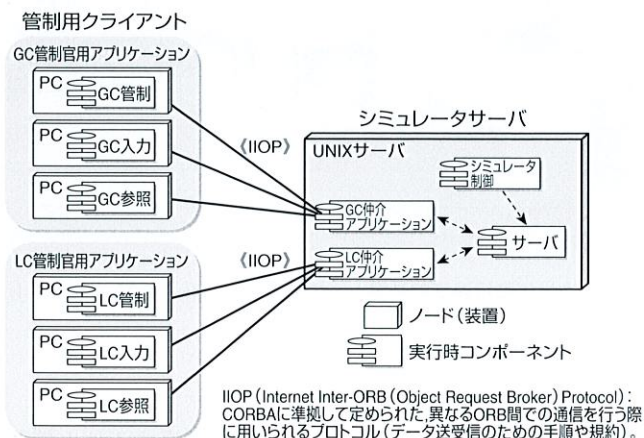 管制用クライアント
GC管制官用アプリケーション
PC
GC管制
PC
GC入力
PC
GC参照
《IIOP》
LC管制官用アプリケーション
PC
LC管制
PC
LC入力
PC
LC参照
《IIOP》
シミュレータサーバ
UNIXサーバ
シミュレータ
制御
GC仲介
アプリケーション
サーバ
LC仲介
アプリケーション
ノード(装置)
実行時コンポーネント
IIOP(Internet Inter-ORB(Object Request Broker)Protocol):
CORBAに準拠して定められた,異なるORB間での通信を行う際
に用いられるプロトコル(データ送受信のための手順や規約)。